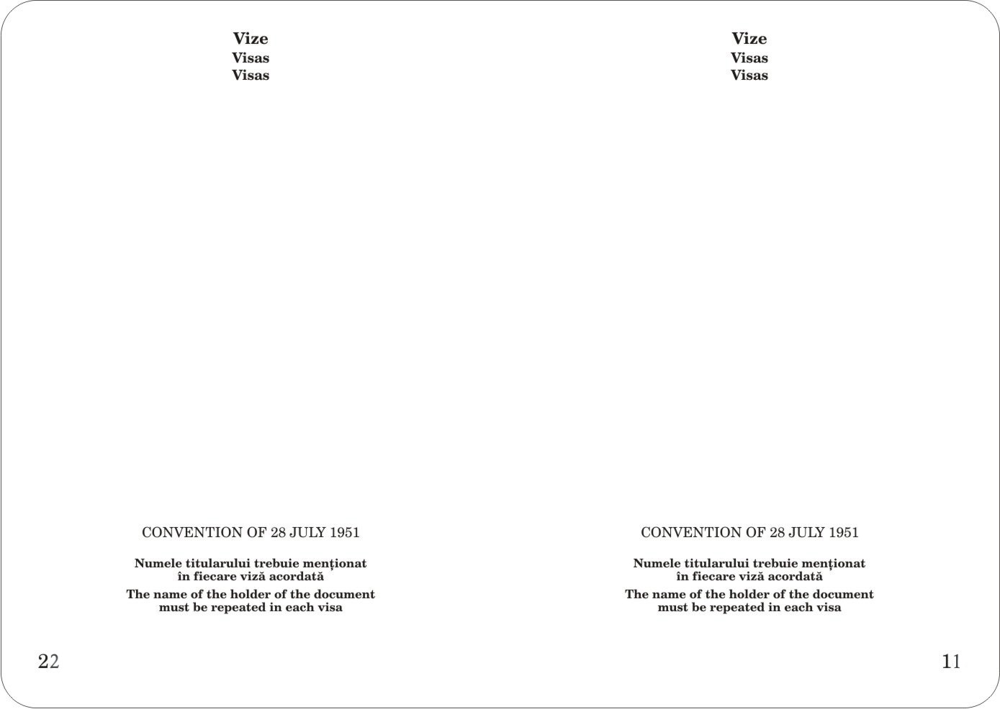 Vize
Visas
Visas
CONVENTION OF 28 JULY 1951
Numele titularului trebuie menționat
în fiecare viză acordată
The name of the holder of the document
must be repeated in each visa
22
Vize
Visas
Visas
CONVENTION OF 28 JULY 1951
Numele titularului trebuie menționat
în fiecare viză acordată
The name of the holder of the document
must be repeated in each visa
11